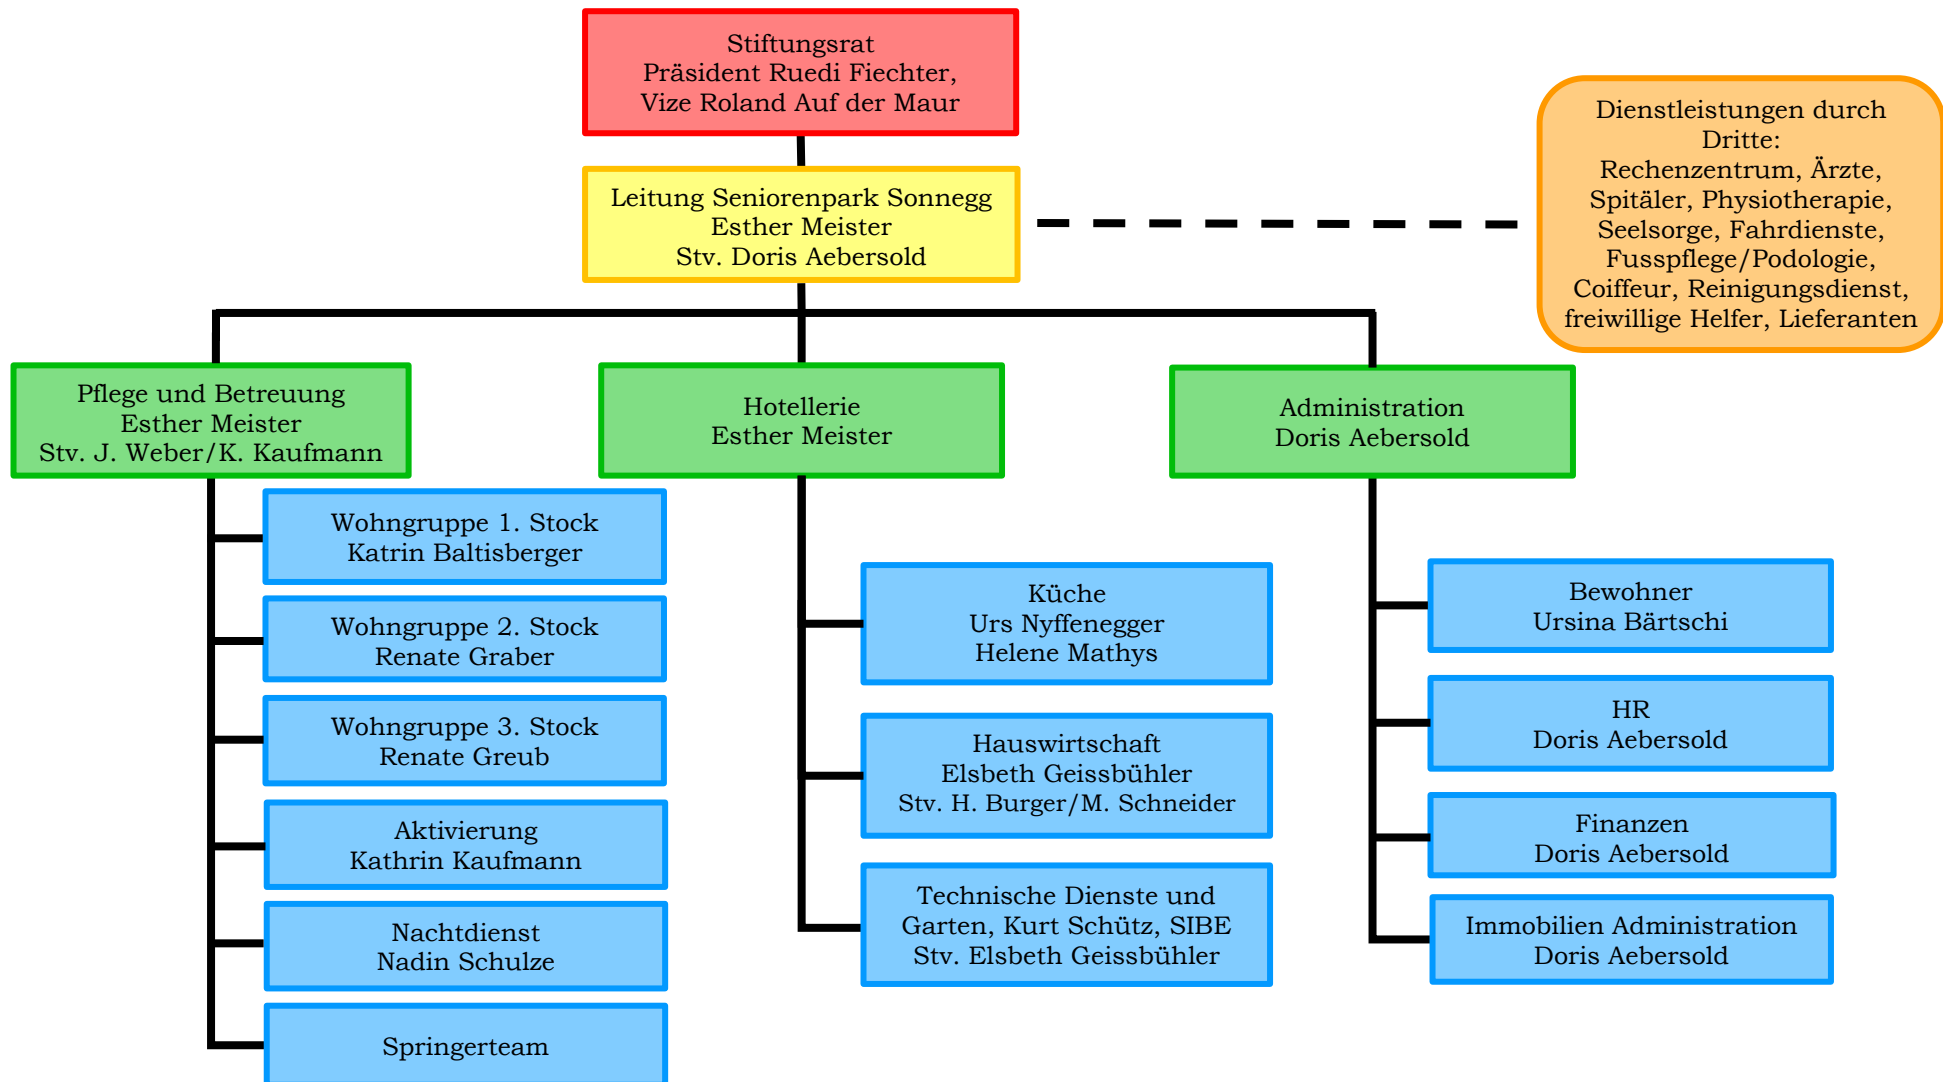 Stiftungsrat
Präsident Ruedi Fiechter,
Vize Roland Auf der Maur
Leitung Seniorenpark Sonnegg
Esther Meister
Stv. Doris Aebersold
Dienstleistungen durch
Dritte:
Rechenzentrum, Ärzte,
Spitäler, Physiotherapie,
Seelsorge, Fahrdienste,
Fusspflege/Podologie,
Coiffeur, Reinigungsdienst,
freiwillige Helfer, Lieferanten
Pflege und Betreuung
Esther Meister
Stv. J. Weber/K. Kaufmann
Wohngruppe 1. Stock
Katrin Baltisberger
Wohngruppe 2. Stock
Renate Graber
Wohngruppe 3. Stock
Renate Greub
Aktivierung
Kathrin Kaufmann
Nachtdienst
Nadin Schulze
Springerteam
Hotellerie
Esther Meister
Küche
Urs Nyffenegger
Helene Mathys
Hauswirtschaft
Elsbeth Geissbühler
Stv. H. Burger/M. Schneider
Technische Dienste und
Garten, Kurt Schütz, SIBE
Stv. Elsbeth Geissbühler
Administration
Doris Aebersold
Bewohner
Ursina Bärtschi
HR
Doris Aebersold
Finanzen
Doris Aebersold
Immobilien Administration
Doris Aebersold